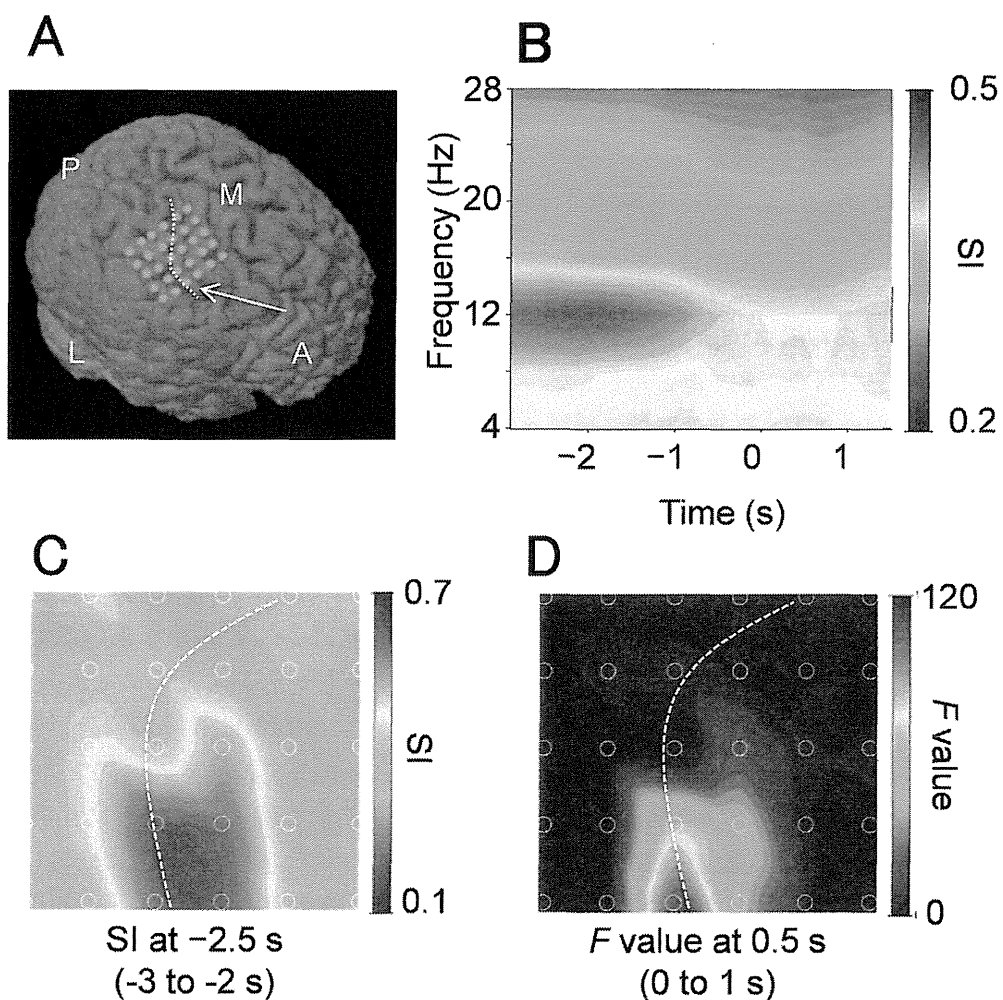 A
P
M
L
A
B
28
20
12
4
Frequency (Hz)
−2
−1
0
1
Time (s)
0.5
SI
0.2
C
0.7
SI
0.1
SI at −2.5 s
(-3 to -2 s)
D
120
F value
0
F value at 0.5 s
(0 to 1 s)